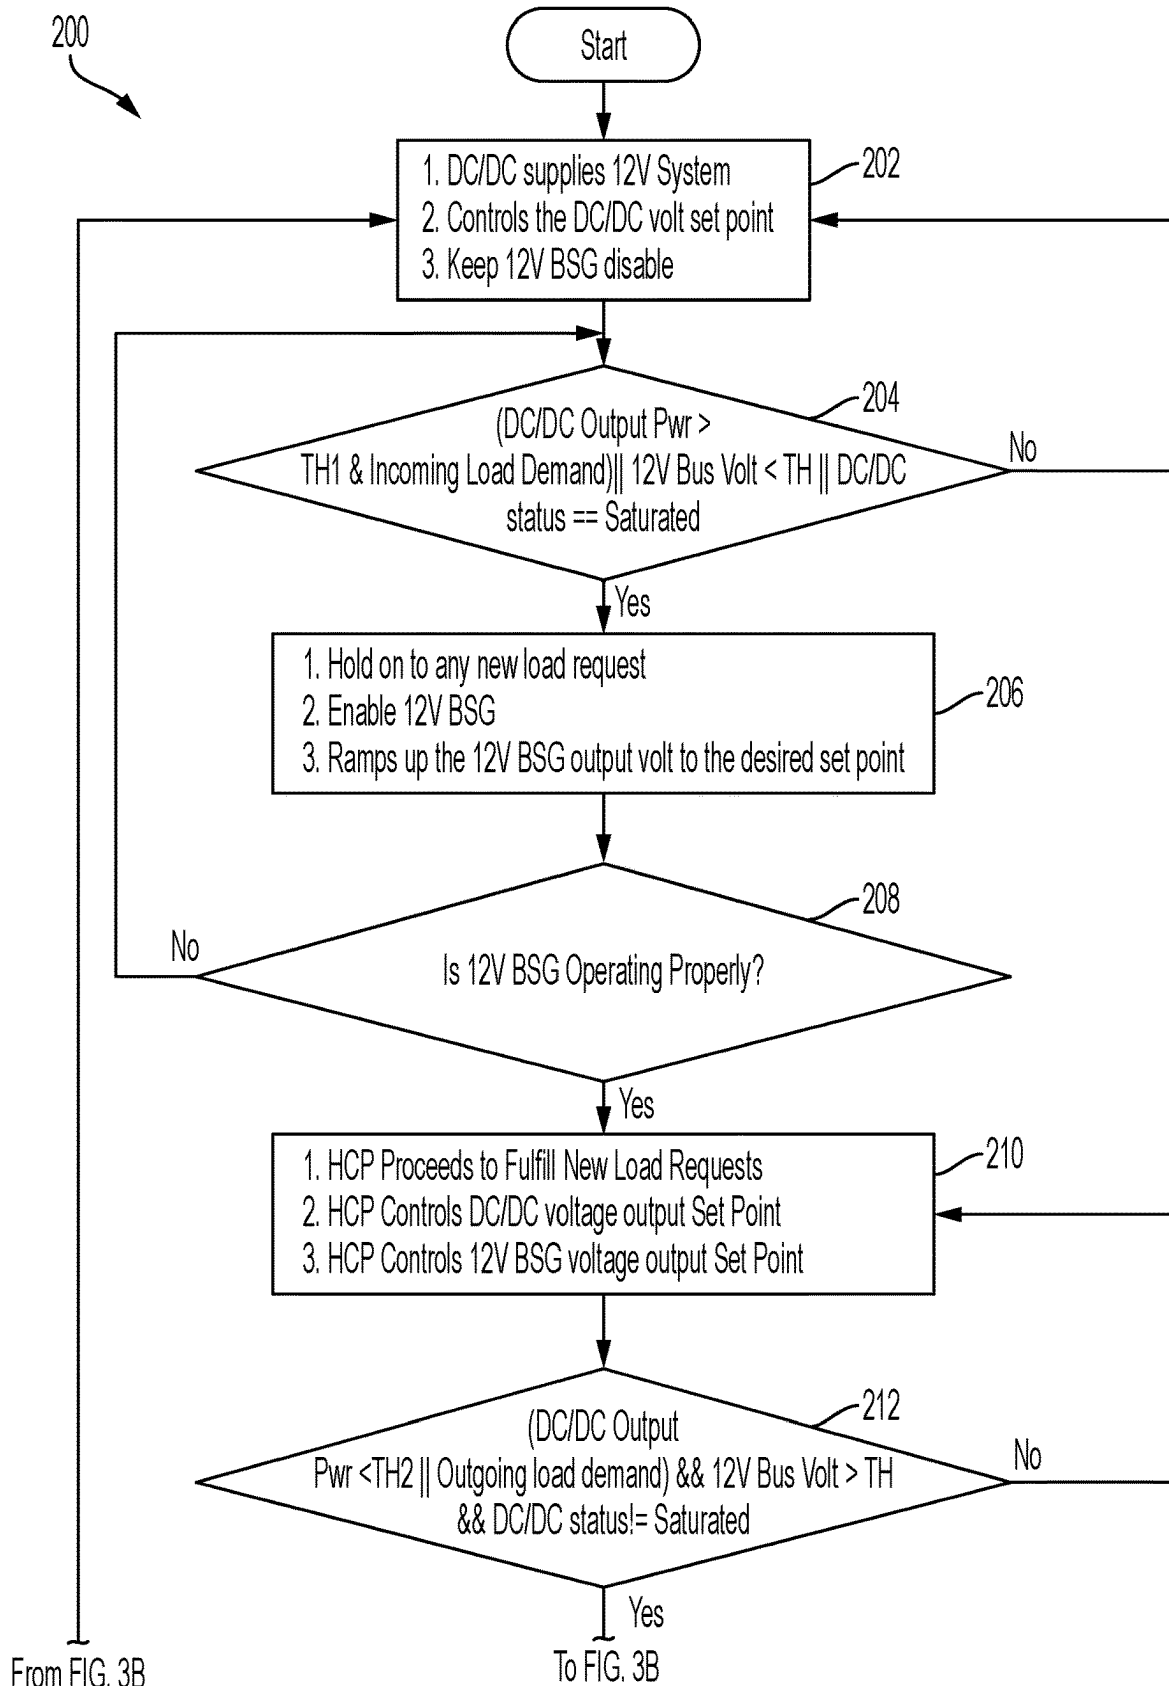 200
Start
1. DC/DC supplies 12V System
2. Controls the DC/DC volt set point
3. Keep 12V BSG disable
202
(DC/DC Output Pwr >
TH1 & Incoming Load Demand)|| 12V Bus Volt < TH || DC/DC
status == Saturated
204
No
Yes
1. Hold on to any new load request
2. Enable 12V BSG
3. Ramps up the 12V BSG output volt to the desired set point
206
Is 12V BSG Operating Properly?
208
No
Yes
1. HCP Proceeds to Fulfill New Load Requests
2. HCP Controls DC/DC voltage output Set Point
3. HCP Controls 12V BSG voltage output Set Point
210
(DC/DC Output
Pwr <TH2 || Outgoing load demand) && 12V Bus Volt > TH
&& DC/DC status!= Saturated
212
No
Yes
From FIG. 3B
To FIG. 3B